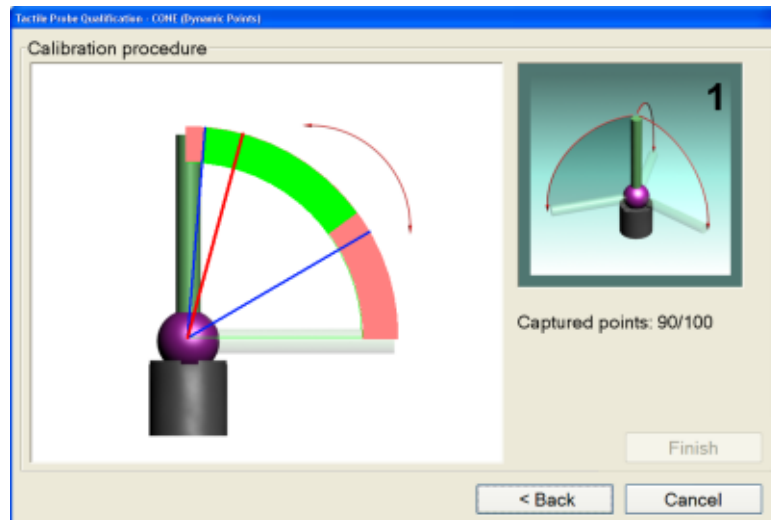 Tactile Probe Qualification - CONE (Dynamic Points)
Calibration procedure
1
Captured points: 90/100
Finish
< Back
Cancel